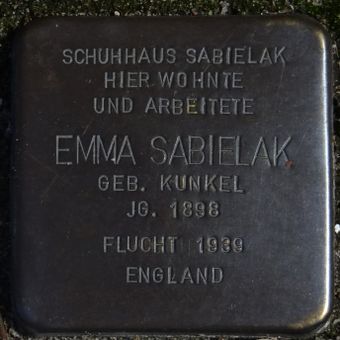 SCHUHHAUS SABIELAK
HIER WOHNTE
UND ARBEITETE
EMMA SABIELAK
GEB. KUNKEL
JG. 1898
FLUCHT 1939
ENGLAND